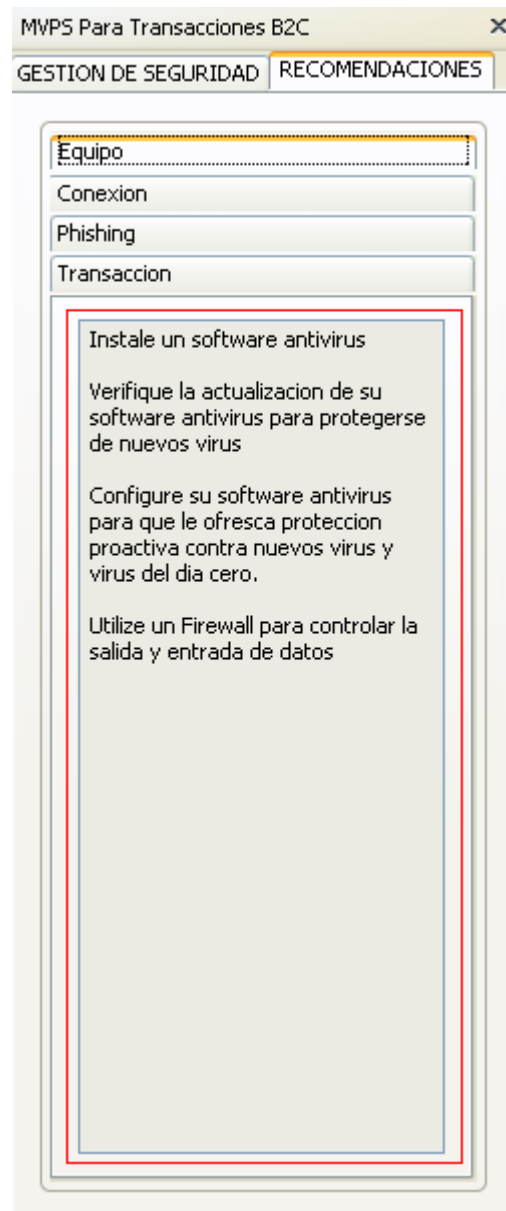 MVPS Para Transacciones B2C
GESTION DE SEGURIDAD RECOMENDACIONES
Equipo
Conexion
Phishing
Transaccion
Instale un software antivirus
Verifique la actualizacion de su
software antivirus para protegerse
de nuevos virus
Configure su software antivirus
para que le ofresca proteccion
proactiva contra nuevos virus y
virus del dia cero.
Utilize un Firewall para controlar la
salida y entrada de datos